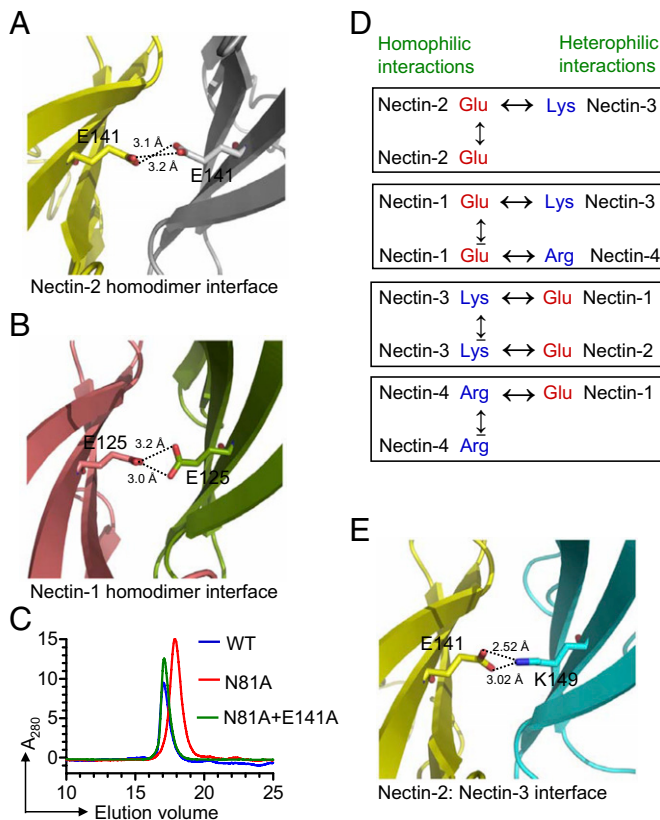 A
E141
3.1 Å
3.2 Å
E141
Nectin-2 homodimer interface
B
E125
3.2 Å
3.0 Å
E125
Nectin-1 homodimer interface
C
15
10
5
0
A280
WT
N81A
N81A+E141A
10 15 20 25
Elution volume
D
Homophilic interactions
Heterophilic interactions
Nectin-2 Glu ↔ Lys Nectin-3
↕
Nectin-2 Glu
Nectin-1 Glu ↔ Lys Nectin-3
↕
Nectin-1 Glu ↔ Arg Nectin-4
Nectin-3 Lys ↔ Glu Nectin-1
↕
Nectin-3 Lys ↔ Glu Nectin-2
Nectin-4 Arg ↔ Glu Nectin-1
↕
Nectin-4 Arg
E
E141
2.52 Å
3.02 Å
K149
Nectin-2: Nectin-3 interface